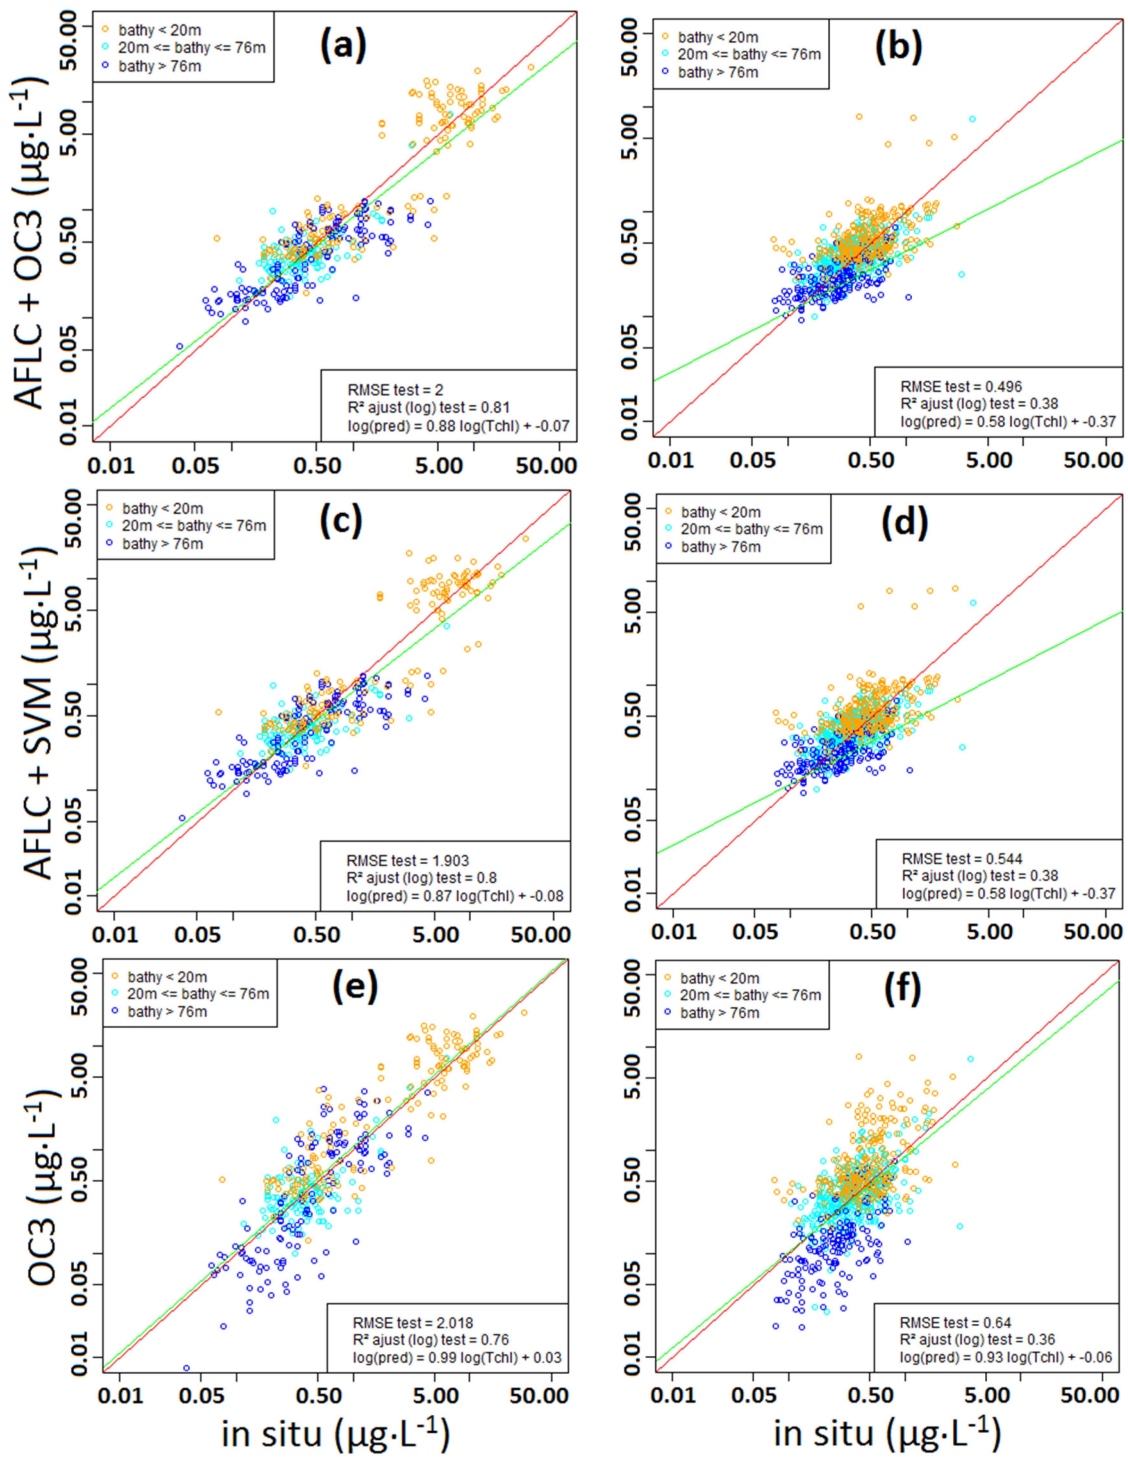 AFLC + OC3 (µg·L⁻¹)
50.00
5.00
0.50
0.05
0.01
bathy < 20m
20m <= bathy <= 76m
bathy > 76m
(a)
RMSE test = 2
R² ajust (log) test = 0.81
log(pred) = 0.88 log(Tchl) + -0.07
0.01 0.05 0.50 5.00 50.00
50.00
5.00
0.50
0.05
0.01
bathy < 20m
20m <= bathy <= 76m
bathy > 76m
(b)
RMSE test = 0.496
R² ajust (log) test = 0.38
log(pred) = 0.58 log(Tchl) + -0.37
0.01 0.05 0.50 5.00 50.00
AFLC + SVM (µg·L⁻¹)
50.00
5.00
0.50
0.05
0.01
bathy < 20m
20m <= bathy <= 76m
bathy > 76m
(c)
RMSE test = 1.903
R² ajust (log) test = 0.8
log(pred) = 0.87 log(Tchl) + -0.08
0.01 0.05 0.50 5.00 50.00
50.00
5.00
0.50
0.05
0.01
bathy < 20m
20m <= bathy <= 76m
bathy > 76m
(d)
RMSE test = 0.544
R² ajust (log) test = 0.38
log(pred) = 0.58 log(Tchl) + -0.37
0.01 0.05 0.50 5.00 50.00
OC3 (µg·L⁻¹)
50.00
5.00
0.50
0.05
0.01
bathy < 20m
20m <= bathy <= 76m
bathy > 76m
(e)
RMSE test = 2.018
R² ajust (log) test = 0.76
log(pred) = 0.99 log(Tchl) + 0.03
0.01 0.05 0.50 5.00 50.00
in situ (µg·L⁻¹)
50.00
5.00
0.50
0.05
0.01
bathy < 20m
20m <= bathy <= 76m
bathy > 76m
(f)
RMSE test = 0.64
R² ajust (log) test = 0.36
log(pred) = 0.93 log(Tchl) + -0.06
0.01 0.05 0.50 5.00 50.00
in situ (µg·L⁻¹)